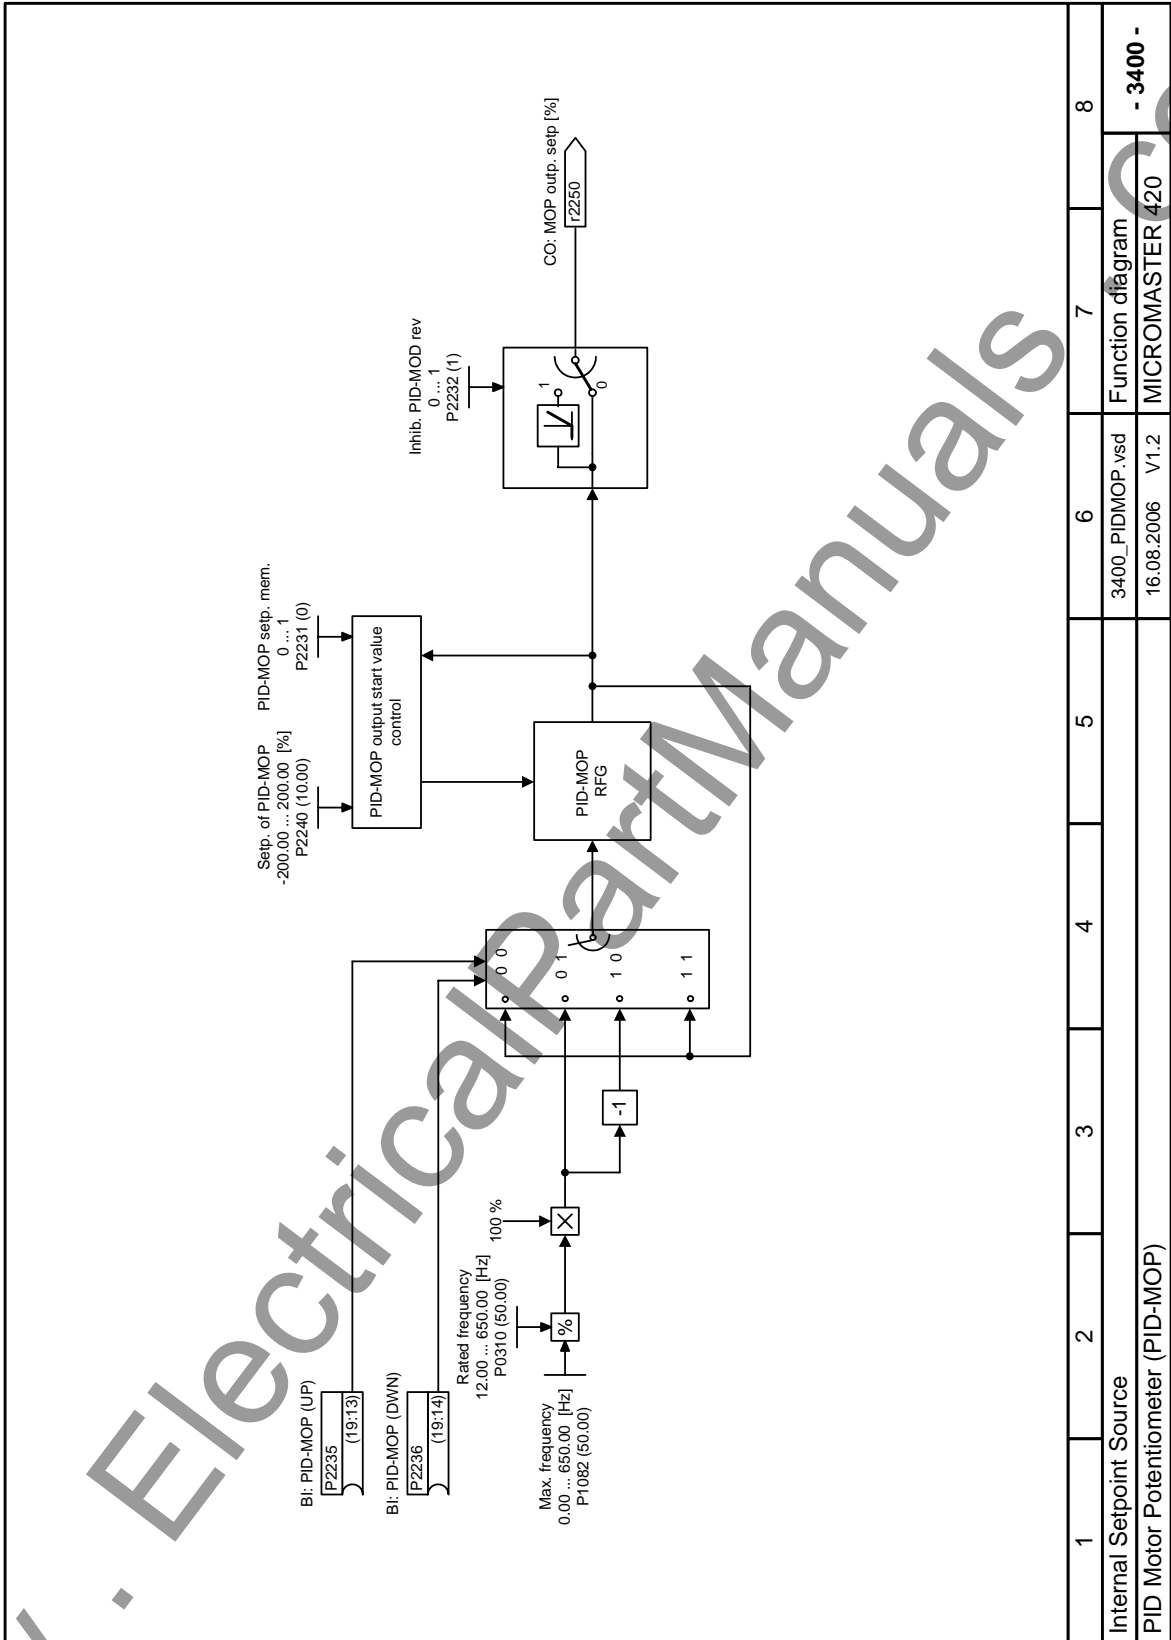 BI: PID-MOP (UP)
P2235
(19:13)
BI: PID-MOP (DWN)
P2236
(19:14)
Max. frequency
0.00 ... 650.00 [Hz]
P1082 (50.00)
Rated frequency
12.00 ... 650.00 [Hz]
P0310 (50.00)
%
100 %
X
-1
0 0
0 1
1 0
1 1
Setp. of PID-MOP
-200.00 ... 200.00 [%]
P2240 (10.00)
PID-MOP setp. mem.
0 ... 1
P2231 (0)
PID-MOP output start value
control
PID-MOP
RFG
Inhib. PID-MOD rev
0 ... 1
P2232 (1)
1
0
CO: MOP outp. setp [%]
r2250
1 2 3 4 5 6 7 8
Internal Setpoint Source
3400_PIDMOP.vsd
Function diagram
- 3400 -
PID Motor Potentiometer (PID-MOP)
16.08.2006 V1.2
MICROMASTER 420
. ElectricalPartManuals . c